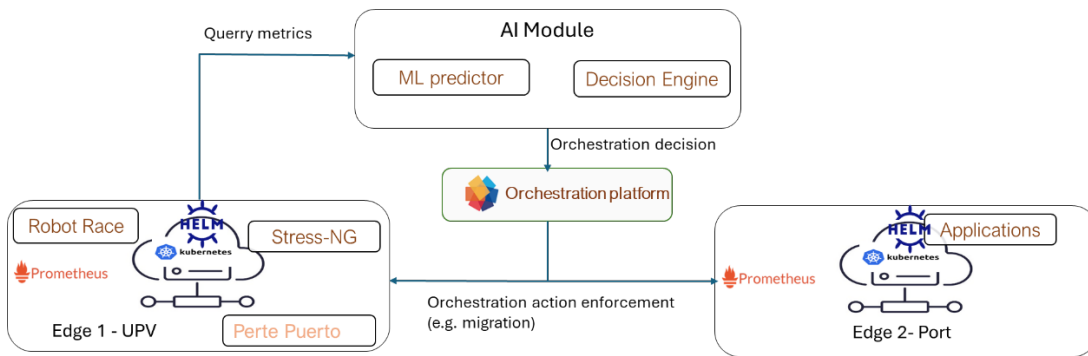 Querry metrics
AI Module
ML predictor
Decision Engine
Orchestration decision
Orchestration platform
Robot Race
HELM
kubernetes
Stress-NG
Prometheus
Edge 1 - UPV
Perte Puerto
Orchestration action enforcement
(e.g. migration)
HELM
Applications
kubernetes
Prometheus
Edge 2- Port